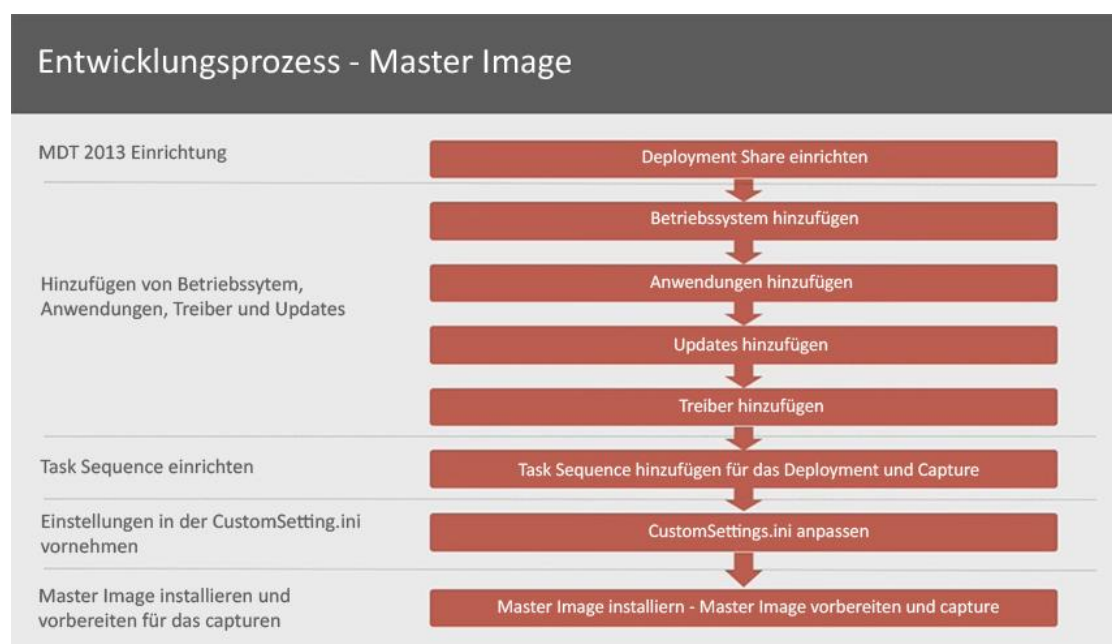 Entwicklungsprozess - Master Image
MDT 2013 Einrichtung
Deployment Share einrichten
Hinzufügen von Betriebssytem,
Anwendungen, Treiber und Updates
Betriebssystem hinzufügen
Anwendungen hinzufügen
Updates hinzufügen
Treiber hinzufügen
Task Sequence einrichten
Task Sequence hinzufügen für das Deployment und Capture
Einstellungen in der CustomSetting.ini
vornehmen
CustomSettings.ini anpassen
Master Image installieren und
vorbereiten für das capturen
Master Image installiern - Master Image vorbereiten und capture